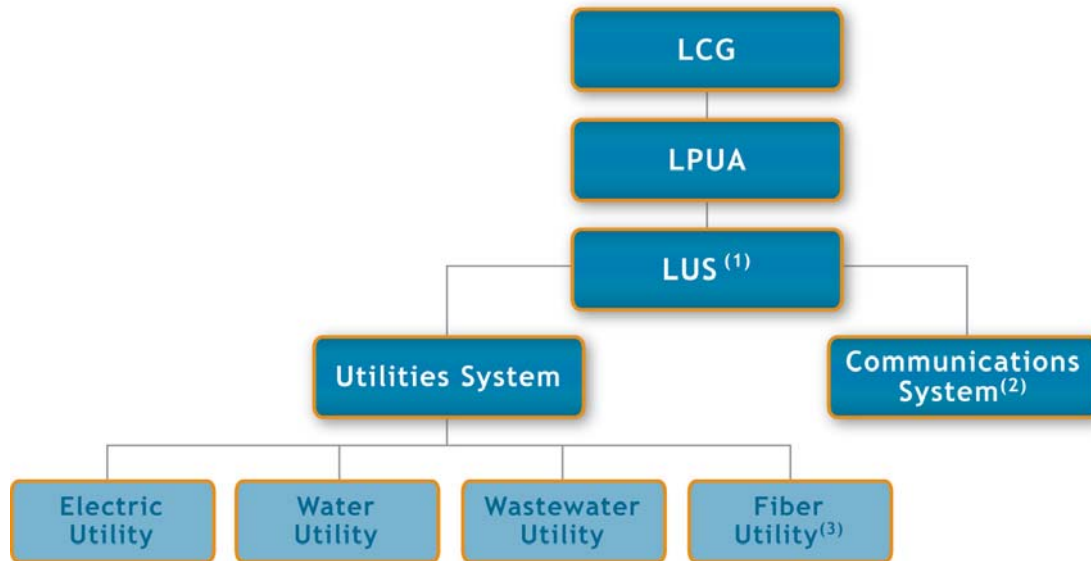 LCG
LPUA
LUS (1)
Utilities System
Communications
System(2)
Electric
Utility
Water
Utility
Wastewater
Utility
Fiber
Utility(3)